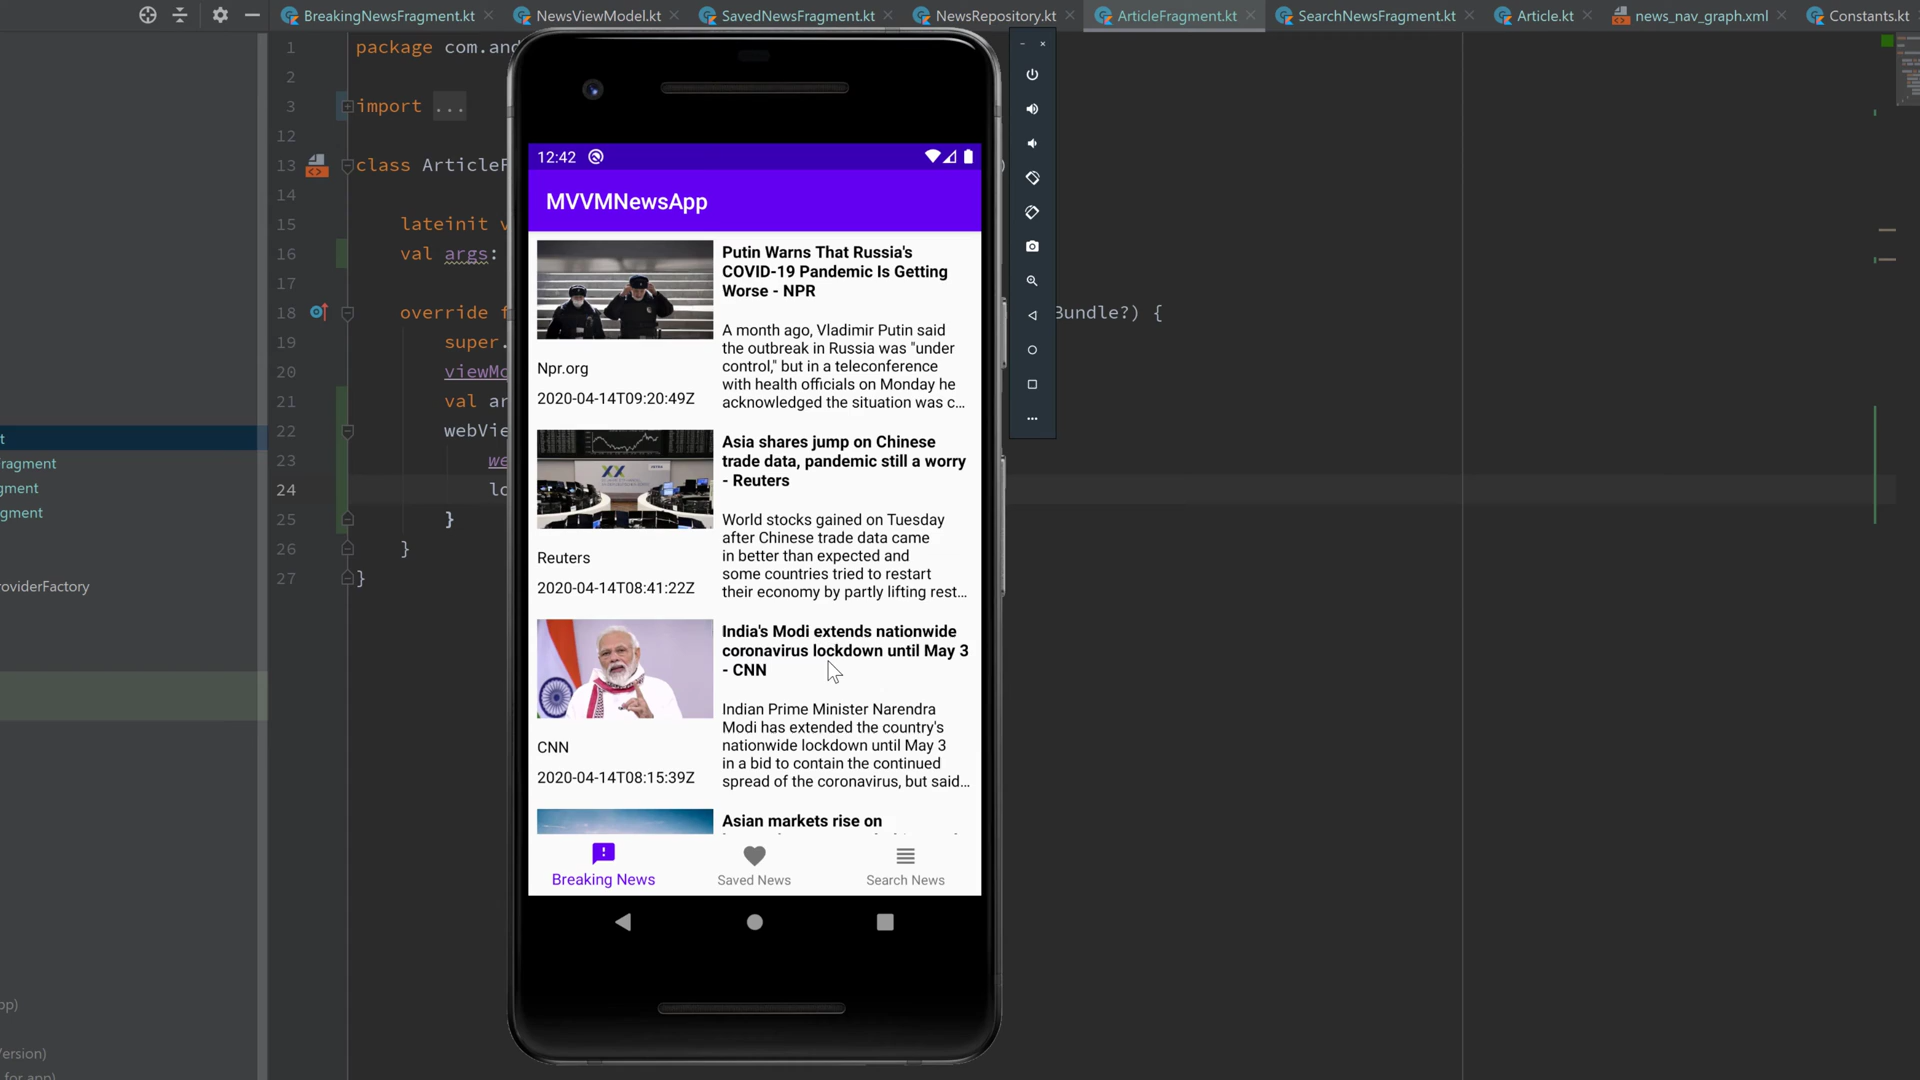 BreakingNewsFragment.kt
NewsViewModel.kt
SavedNewsFragment.kt
NewsRepository.kt
ArticleFragment.kt
SearchNewsFragment.kt
Article.kt
news_nav_graph.xml
Constants.kt
1 package com.and
2
3 import ...
12
13 class ArticleF )
14
15 lateinit v
16 val args:
17
18 override f Bundle?) {
19 super.
20 viewMo
21 val ar
22 webVie
23 we
24 lo
25 }
26 }
27 }
t
ragment
gment
gment
oviderFactory
pp)
ersion)
for app)
12:42
MVVMNewsApp
Putin Warns That Russia's
COVID-19 Pandemic Is Getting
Worse - NPR
A month ago, Vladimir Putin said
the outbreak in Russia was "under
control," but in a teleconference
with health officials on Monday he
acknowledged the situation was c...
Npr.org
2020-04-14T09:20:49Z
Asia shares jump on Chinese
trade data, pandemic still a worry
- Reuters
World stocks gained on Tuesday
after Chinese trade data came
in better than expected and
some countries tried to restart
their economy by partly lifting rest...
Reuters
2020-04-14T08:41:22Z
India's Modi extends nationwide
coronavirus lockdown until May 3
- CNN
Indian Prime Minister Narendra
Modi has extended the country's
nationwide lockdown until May 3
in a bid to contain the continued
spread of the coronavirus, but said...
CNN
2020-04-14T08:15:39Z
Asian markets rise on
Breaking News
Saved News
Search News